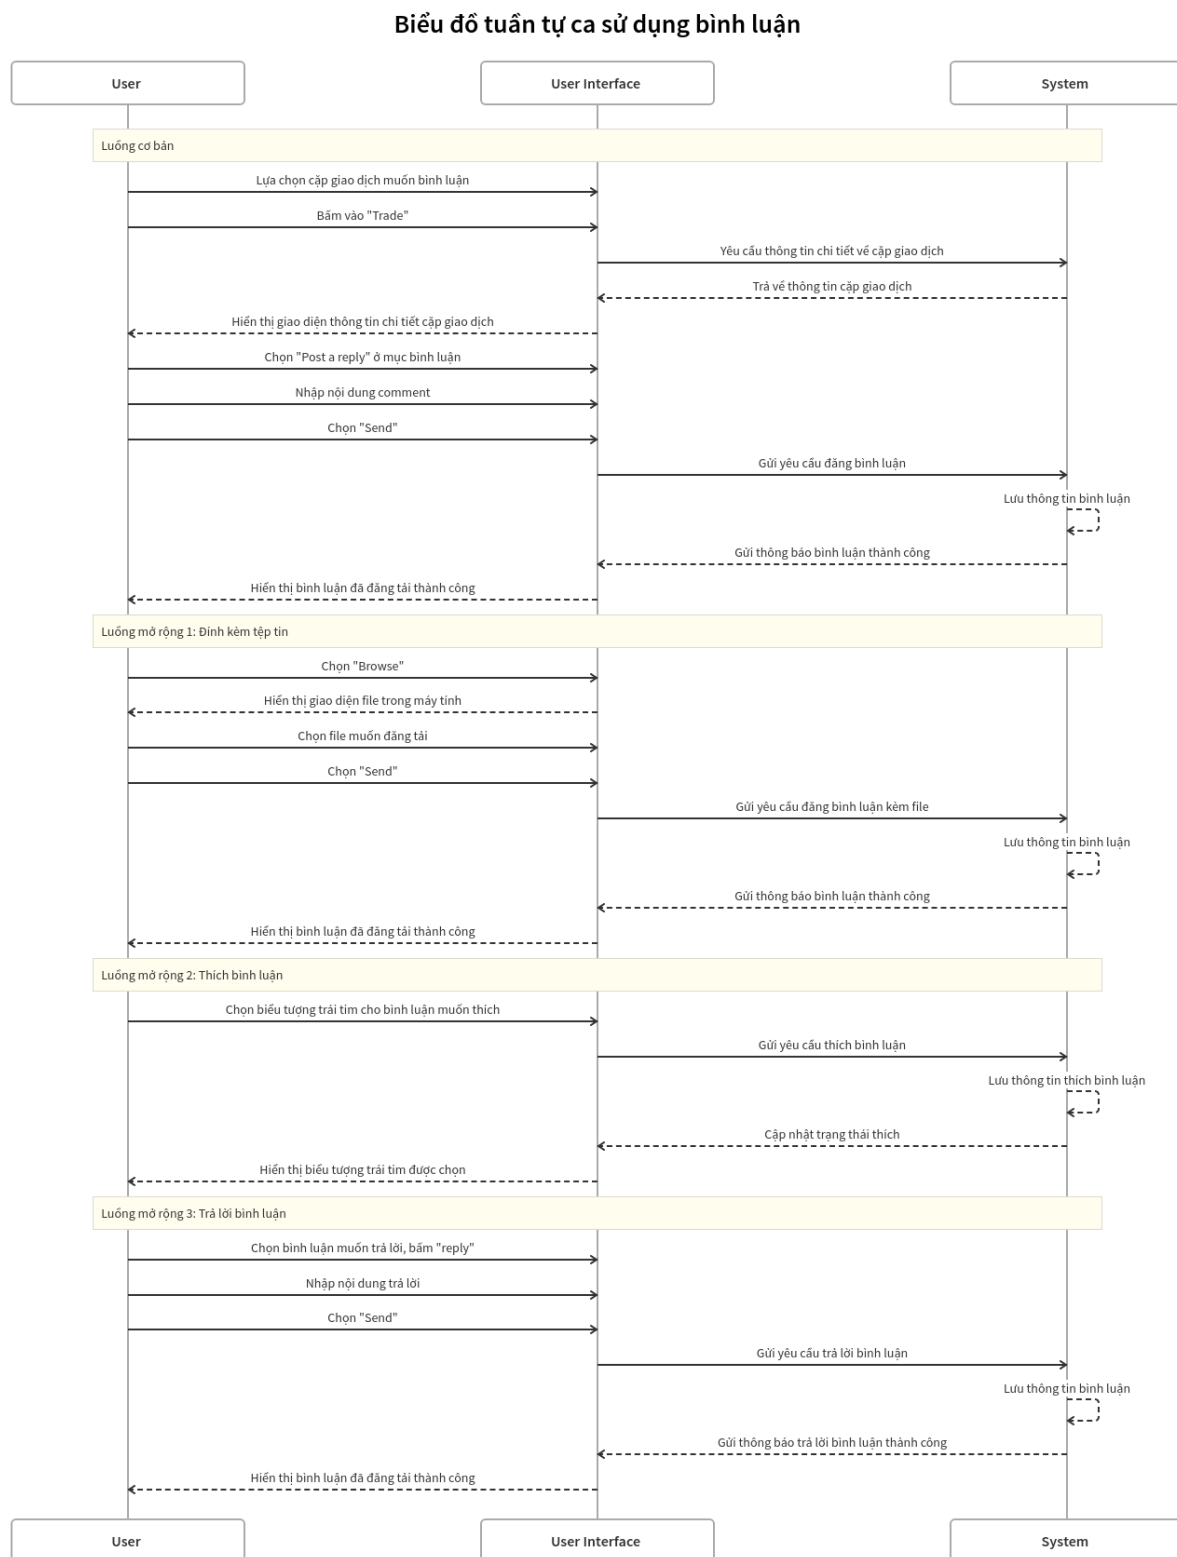 Biểu đồ tuần tự ca sử dụng bình luận
User
User Interface
System
Luồng cơ bản
Lựa chọn cặp giao dịch muốn bình luận
Bấm vào "Trade"
Yêu cầu thông tin chi tiết về cặp giao dịch
Trả về thông tin cặp giao dịch
Hiển thị giao diện thông tin chi tiết cặp giao dịch
Chọn "Post a reply" ở mục bình luận
Nhập nội dung comment
Chọn "Send"
Gửi yêu cầu đăng bình luận
Lưu thông tin bình luận
Gửi thông báo bình luận thành công
Hiển thị bình luận đã đăng tải thành công
Luồng mở rộng 1: Đính kèm tệp tin
Chọn "Browse"
Hiển thị giao diện file trong máy tính
Chọn file muốn đăng tải
Chọn "Send"
Gửi yêu cầu đăng bình luận kèm file
Lưu thông tin bình luận
Gửi thông báo bình luận thành công
Hiển thị bình luận đã đăng tải thành công
Luồng mở rộng 2: Thích bình luận
Chọn biểu tượng trái tim cho bình luận muốn thích
Gửi yêu cầu thích bình luận
Lưu thông tin thích bình luận
Cập nhật trạng thái thích
Hiển thị biểu tượng trái tim được chọn
Luồng mở rộng 3: Trả lời bình luận
Chọn bình luận muốn trả lời, bấm "reply"
Nhập nội dung trả lời
Chọn "Send"
Gửi yêu cầu trả lời bình luận
Lưu thông tin bình luận
Gửi thông báo trả lời bình luận thành công
Hiển thị bình luận đã đăng tải thành công
User
User Interface
System